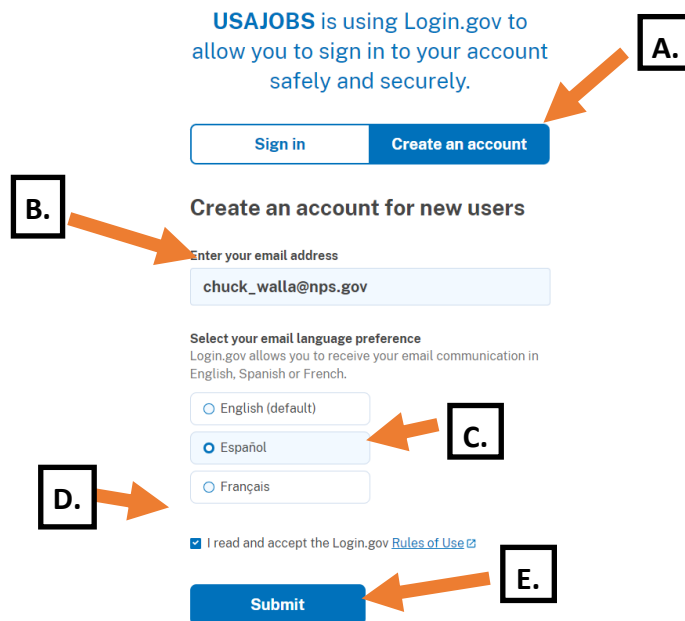 USAJOBS is using Login.gov to
allow you to sign in to your account
safely and securely.
A.
Sign in
Create an account
B.
Create an account for new users
Enter your email address
chuck_walla@nps.gov
Select your email language preference
Login.gov allows you to receive your email communication in
English, Spanish or French.
English (default)
Español
C.
Français
D.
I read and accept the Login.gov Rules of Use
E.
Submit